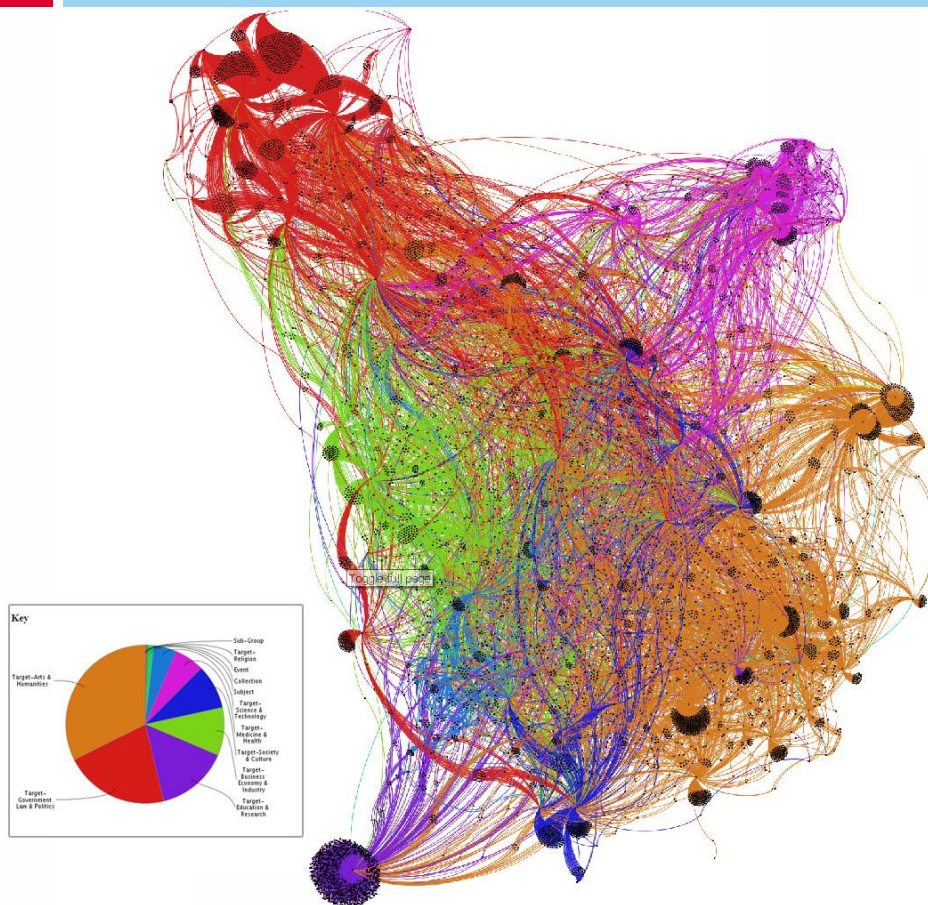 Toggle full page
Key
Sub-Group
Target-
Religion
Event
Collection
Subject
Target-
Science &
Technology
Target-
Medicine &
Health
Target-Society
& Culture
Target-
Business
Economy &
Industry
Target-
Education &
Research
Target-Arts &
Humanities
Target-
Government
Law & Politics